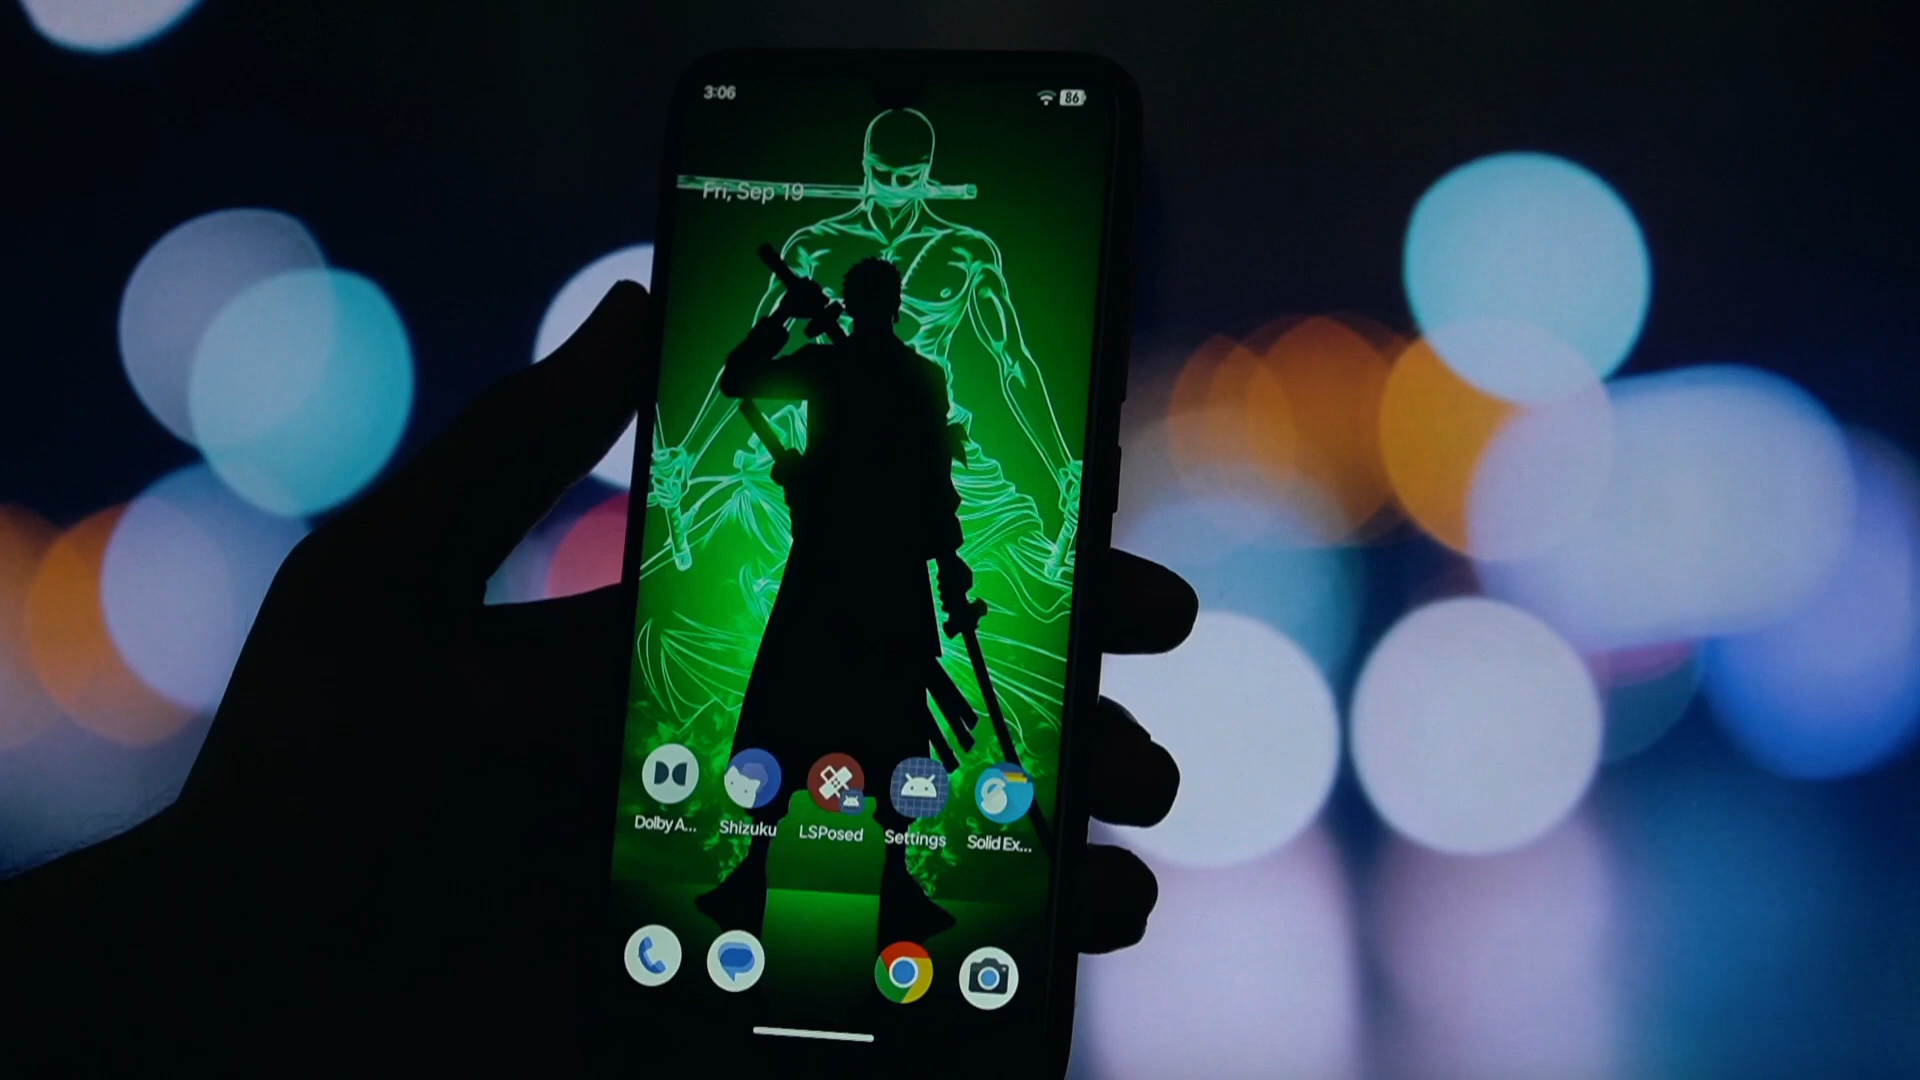 3:06
86
Fri, Sep 19
Dolby A...
Shizuku
LSPosed
Settings
Solid Ex...